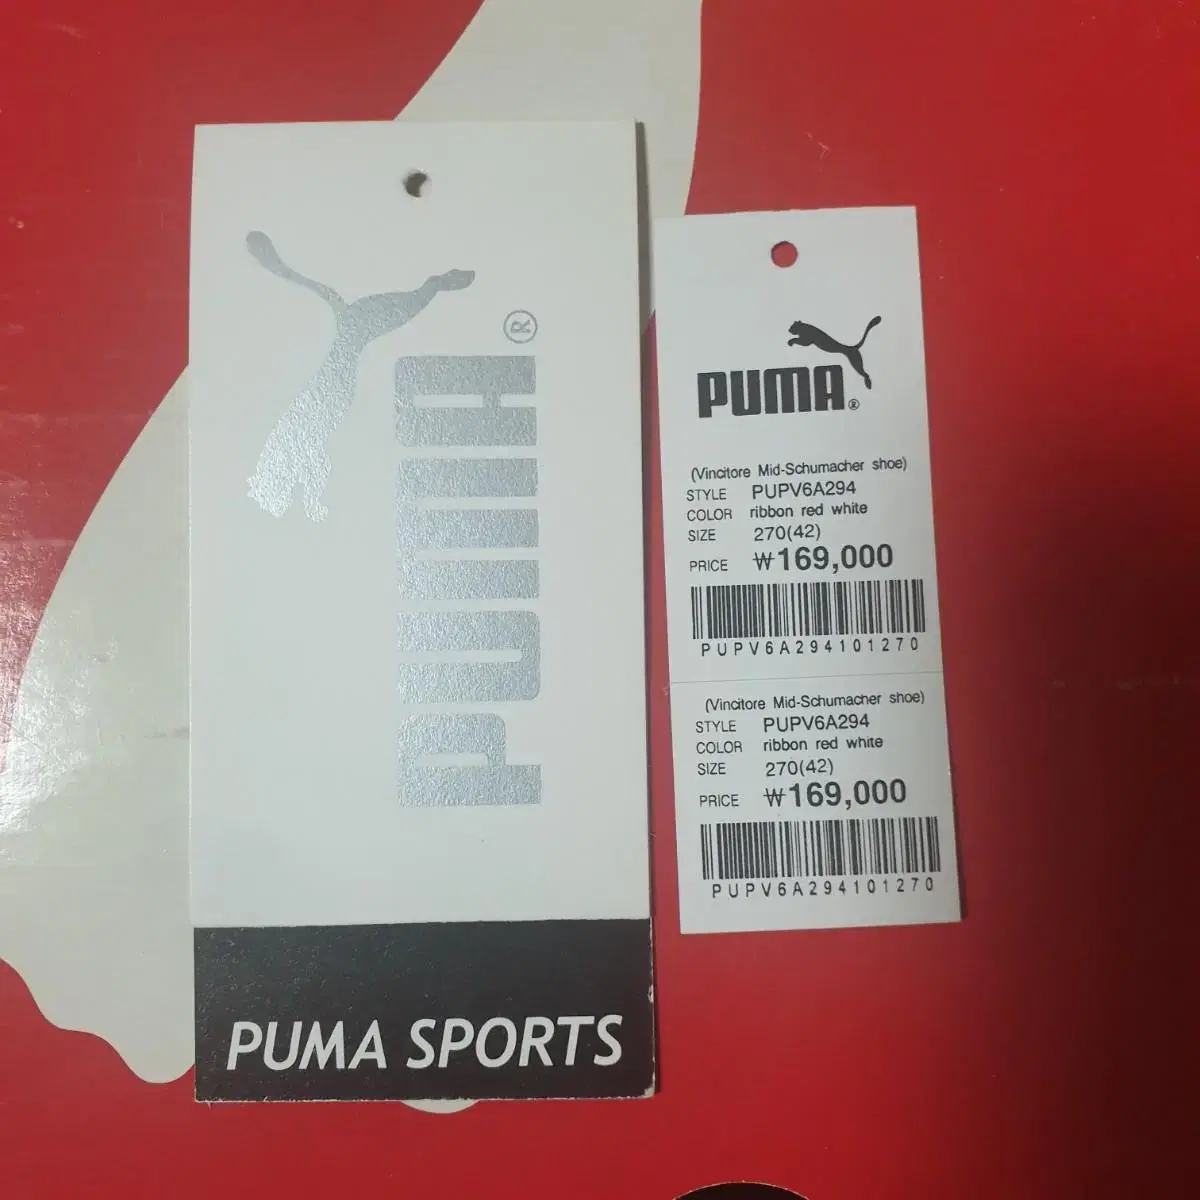 PUMA®
PUMA SPORTS
PUMA®
(Vincitore Mid-Schumacher shoe)
STYLE PUPV6A294
COLOR ribbon red white
SIZE 270(42)
PRICE ₩169,000
PUPV6A294101270
(Vincitore Mid-Schumacher shoe)
STYLE PUPV6A294
COLOR ribbon red white
SIZE 270(42)
PRICE ₩169,000
PUPV6A294101270